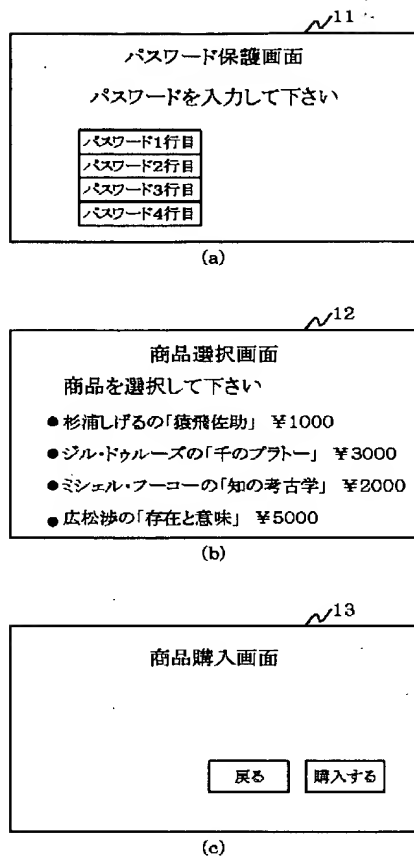 11
パスワード保護画面
パスワードを入力して下さい
パスワード1行目
パスワード2行目
パスワード3行目
パスワード4行目
(a)
12
商品選択画面
商品を選択して下さい
●杉浦しげるの「猿飛佐助」 ¥1000
●ジル・ドゥルーズの「千のプラトー」 ¥3000
●ミシェル・フーコーの「知の考古学」 ¥2000
●広松渉の「存在と意味」 ¥5000
(b)
13
商品購入画面
戻る 購入する
(c)